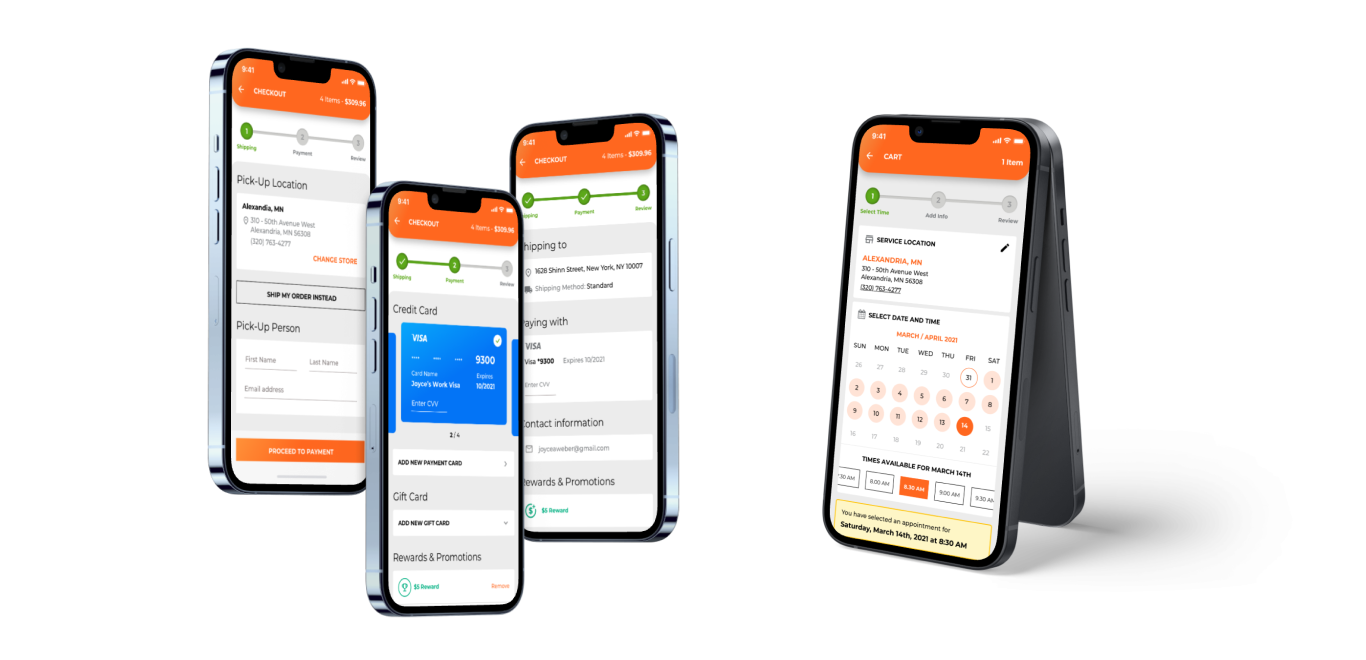 9:41
CHECKOUT
4 Items - $309.96
1
2
3
Shipping
Payment
Review
Pick-Up Location
Alexandia, MN
310 - 50th Avenue West
Alexandria, MN 56308
(320) 763-4277
CHANGE STORE
SHIP MY ORDER INSTEAD
Pick-Up Person
First Name
Last Name
Email address
PROCEED TO PAYMENT
9:41
CHECKOUT
4 Items - $309.96
2
3
Shipping
Payment
Review
Credit Card
VISA
.... .... .... 9300
Card Name
Expires
Joyce's Work Visa
10/2021
Enter CVV
2 / 4
ADD NEW PAYMENT CARD
Gift Card
ADD NEW GIFT CARD
Rewards & Promotions
$5 Reward
Remove
9:41
CHECKOUT
4 Items - $309.96
3
pping
Payment
Review
hipping to
1628 Shinn Street, New York, NY 10007
Shipping Method: Standard
aying with
VISA
Visa *9300 Expires 10/2021
Enter CVV
ontact information
joycesweber@gmail.com
ewards & Promotions
$5 Reward
9:41
CART
1 Item
1
2
3
Select Time
Add Info
Review
SERVICE LOCATION
ALEXANDRIA, MN
310 - 50th Avenue West
Alexandria, MN 56308
(320) 763-4277
SELECT DATE AND TIME
MARCH / APRIL 2021
SUN MON TUE WED THU FRI SAT
26 27 28 29 30 31 1
2 3 4 5 6 7 8
9 10 11 12 13 14 15
16 17 18 19 20 21 22
TIMES AVAILABLE FOR MARCH 14TH
:30 AM
8:00 AM
8:30 AM
9:00 AM
9:30 AM
You have selected an appointment for
Saturday, March 14th, 2021 at 8:30 AM